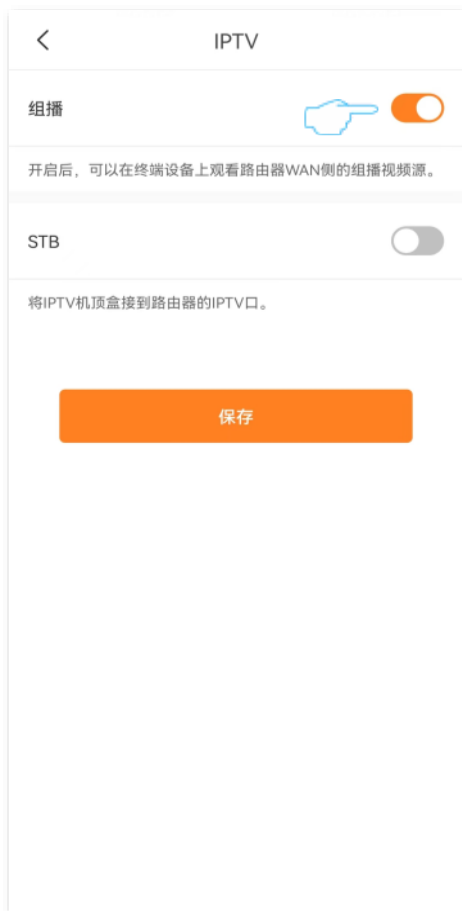 IPTV
组播
开启后，可以在终端设备上观看路由器WAN侧的组播视频源。
STB
将IPTV机顶盒接到路由器的IPTV口。
保存